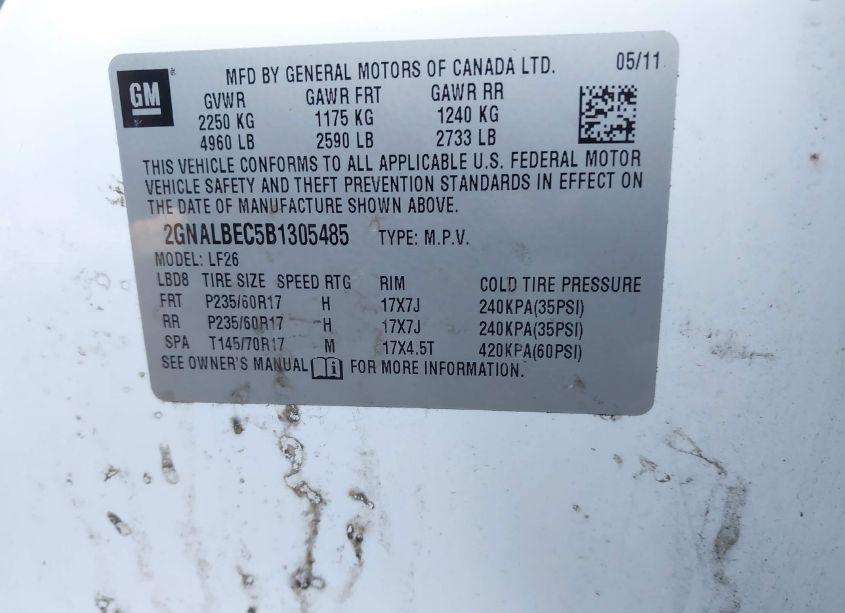 GM
MFD BY GENERAL MOTORS OF CANADA LTD. 05/11
GVWR GAWR FRT GAWR RR
2250 KG 1175 KG 1240 KG
4960 LB 2590 LB 2733 LB
THIS VEHICLE CONFORMS TO ALL APPLICABLE U.S. FEDERAL MOTOR
VEHICLE SAFETY AND THEFT PREVENTION STANDARDS IN EFFECT ON
THE DATE OF MANUFACTURE SHOWN ABOVE.
2GNALBEC5B1305485 TYPE: M.P.V.
MODEL: LF26
LBD8 TIRE SIZE SPEED RTG RIM COLD TIRE PRESSURE
FRT P235/60R17 H 17X7J 240KPA(35PSI)
RR P235/60R17 H 17X7J 240KPA(35PSI)
SPA T145/70R17 M 17X4.5T 420KPA(60PSI)
SEE OWNER'S MANUAL FOR MORE INFORMATION.